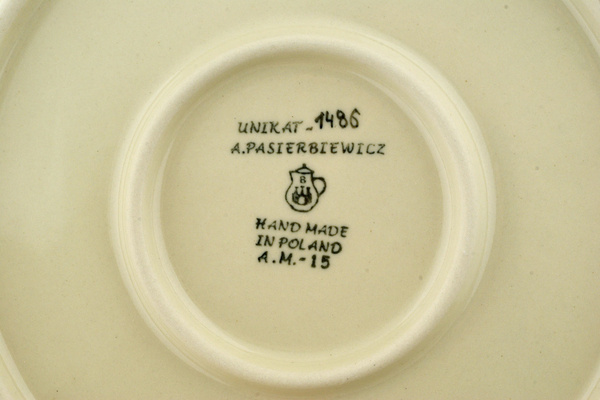 UNIKAT-1486
A.PASIERBIEWICZ
B
HAND MADE
IN POLAND
A.M.-15